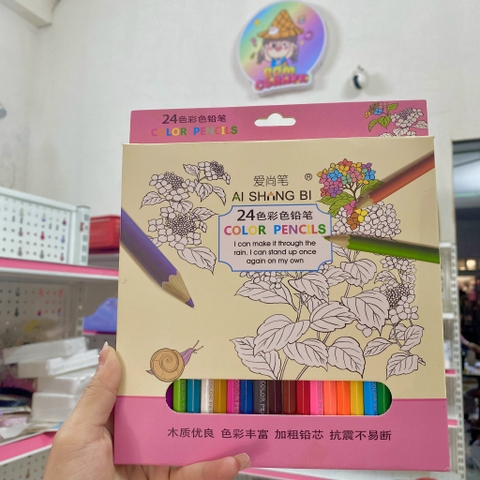 24色彩色铅笔
COLOR PENCILS
爱尚笔 ®
AI SHANG BI
24色彩色铅笔
COLOR PENCILS
I can make it through the
rain. I can stand up once
again on my own
木质优良 色彩丰富 加粗铅芯 抗震不易断